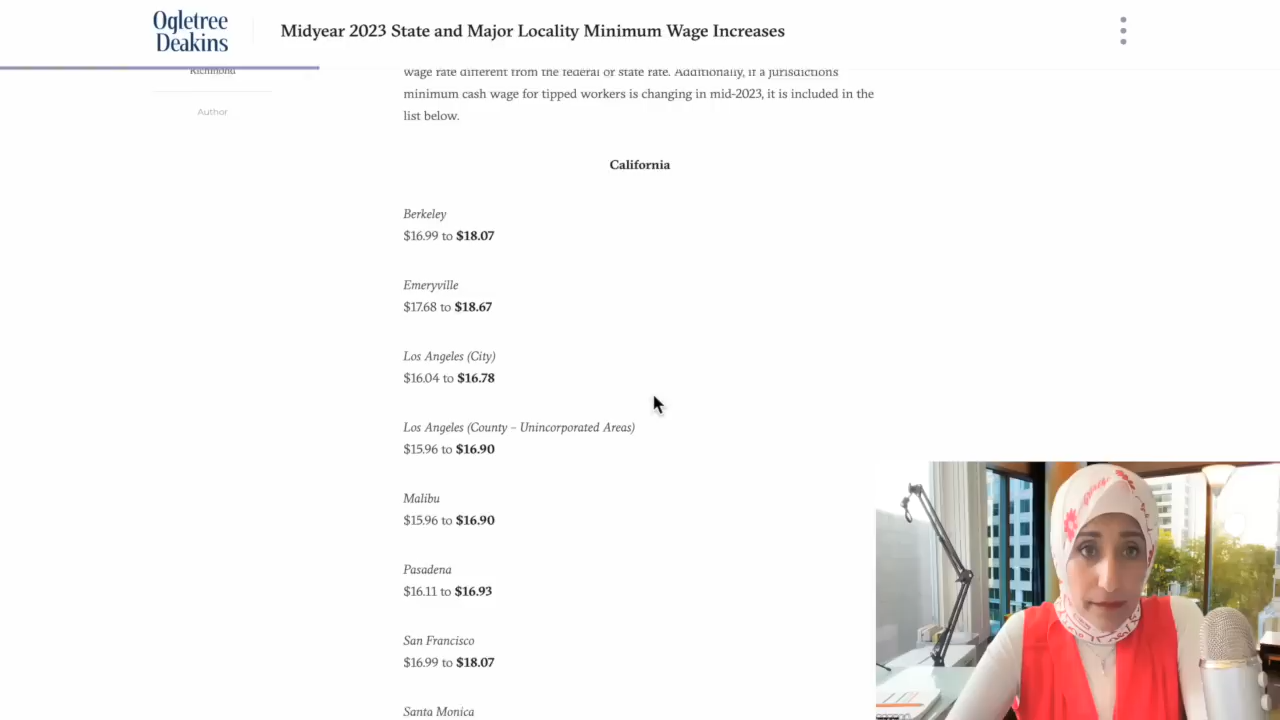 Ogletree
Deakins
Midyear 2023 State and Major Locality Minimum Wage Increases
Richmond
Author
wage rate different from the federal or state rate. Additionally, if a jurisdictions
minimum cash wage for tipped workers is changing in mid-2023, it is included in the
list below.
California
Berkeley
$16.99 to $18.07
Emeryville
$17.68 to $18.67
Los Angeles (City)
$16.04 to $16.78
Los Angeles (County – Unincorporated Areas)
$15.96 to $16.90
Malibu
$15.96 to $16.90
Pasadena
$16.11 to $16.93
San Francisco
$16.99 to $18.07
Santa Monica